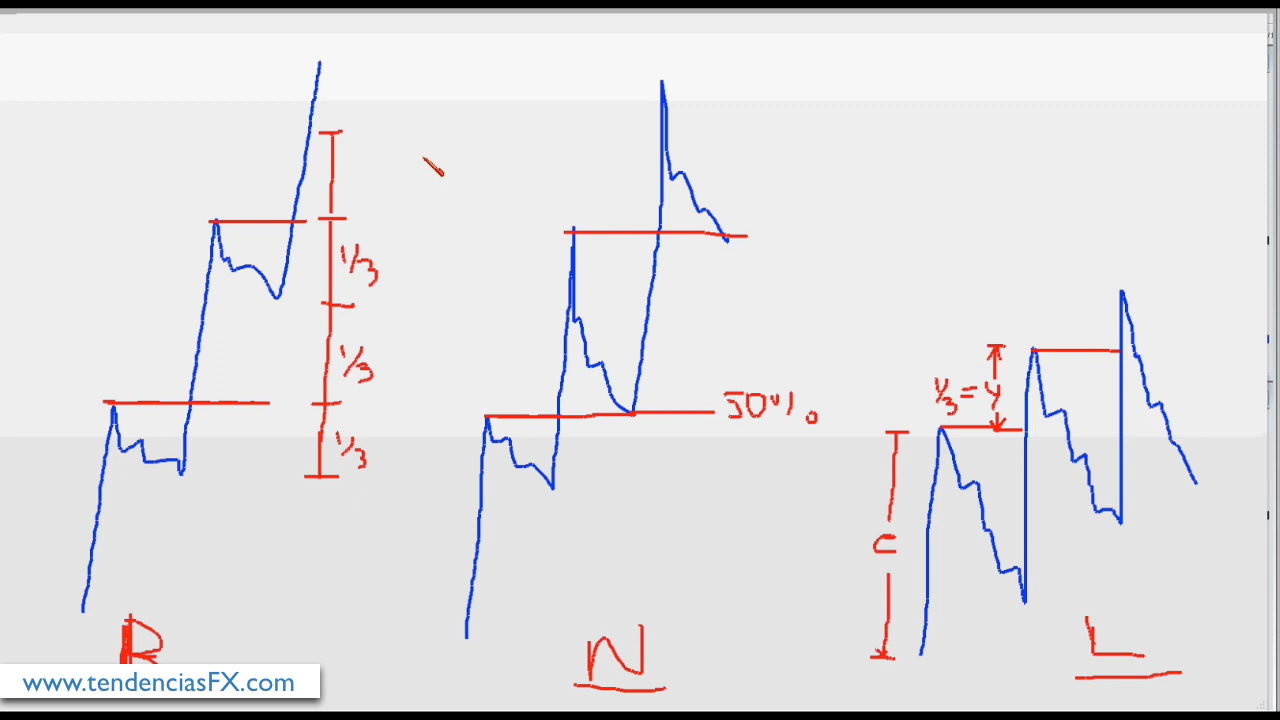 1/3
1/3
1/3
50%
1/3 = Y
C
R
N
L
www.tendenciasFX.com